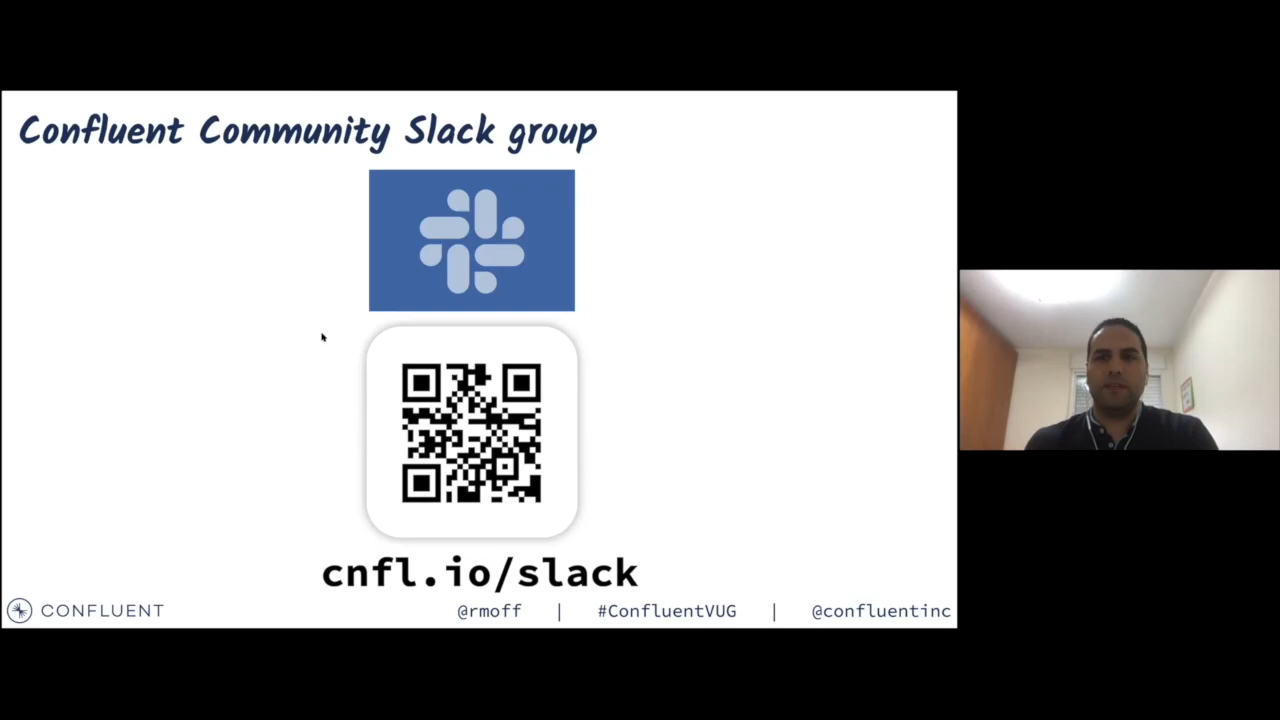 Confluent Community Slack group
cnfl.io/slack
CONFLUENT
@rmoff | #ConfluentVUG | @confluentinc